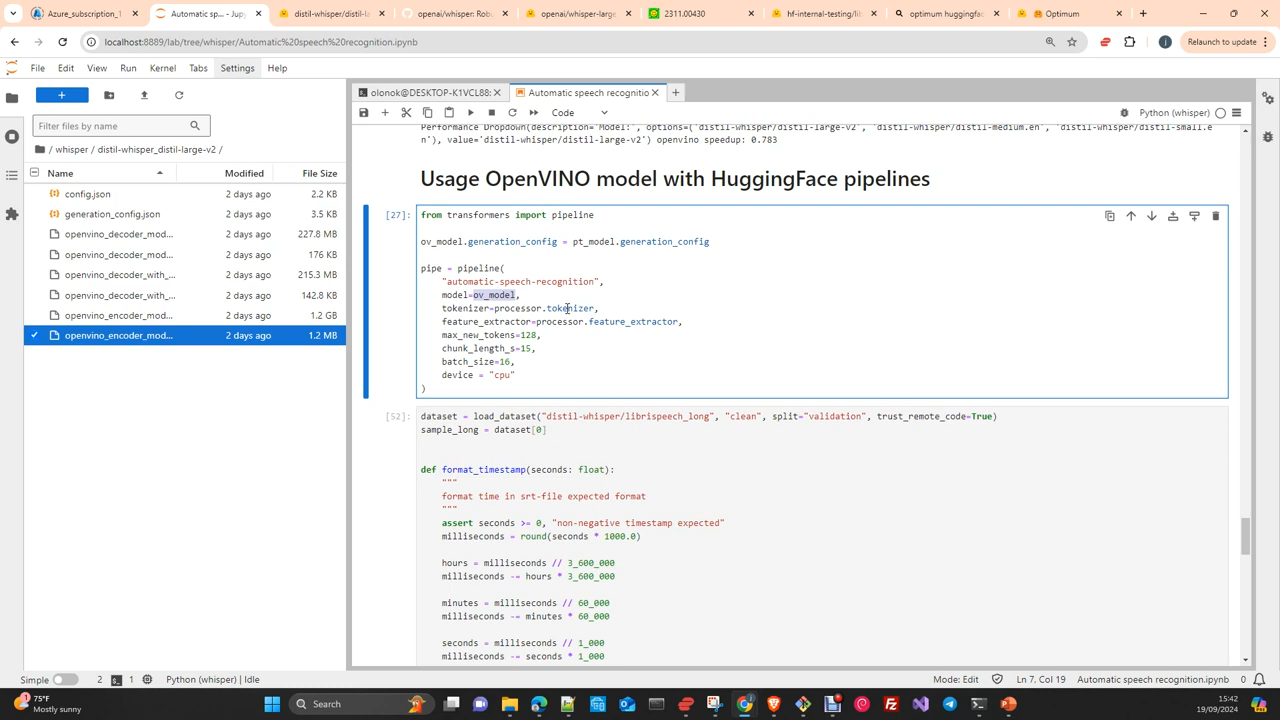 Azure_subscription_1
Automatic sp... - Jupy
distil-whisper/distil-l
openai/whisper: Rob
openai/whisper-large
2311.00430
hf-internal-testing/li
optimum huggingfac
Optimum
localhost:8889/lab/tree/whisper/Automatic%20speech%20recognition.ipynb
Relaunch to update
File Edit View Run Kernel Tabs Settings Help
olonok@DESKTOP-K1VCL88:
Automatic speech recognitio
Filter files by name
Code
Python (whisper)
/ whisper / distil-whisper_distil-large-v2 /
Name Modified File Size
config.json 2 days ago 2.2 KB
generation_config.json 2 days ago 3.5 KB
openvino_decoder_mod... 2 days ago 227.8 MB
openvino_decoder_mod... 2 days ago 176 KB
openvino_decoder_with_... 2 days ago 215.3 MB
openvino_decoder_with_... 2 days ago 142.8 KB
openvino_encoder_mod... 2 days ago 1.2 GB
openvino_encoder_mod... 2 days ago 1.2 MB
Performance Dropdown(description='Model:', options=('distil-whisper/distil-large-v2', 'distil-whisper/distil-medium.en', 'distil-whisper/distil-small.e
n'), value='distil-whisper/distil-large-v2') openvino speedup: 0.783
Usage OpenVINO model with HuggingFace pipelines
[27]:
from transformers import pipeline
ov_model.generation_config = pt_model.generation_config
pipe = pipeline(
"automatic-speech-recognition",
model=ov_model,
tokenizer=processor.tokenizer,
feature_extractor=processor.feature_extractor,
max_new_tokens=128,
chunk_length_s=15,
batch_size=16,
device = "cpu"
)
[52]:
dataset = load_dataset("distil-whisper/librispeech_long", "clean", split="validation", trust_remote_code=True)
sample_long = dataset[0]
def format_timestamp(seconds: float):
"""
format time in srt-file expected format
"""
assert seconds >= 0, "non-negative timestamp expected"
milliseconds = round(seconds * 1000.0)
hours = milliseconds // 3_600_000
milliseconds -= hours * 3_600_000
minutes = milliseconds // 60_000
milliseconds -= minutes * 60_000
seconds = milliseconds // 1_000
milliseconds -= seconds * 1_000
Simple 2 1 Python (whisper) | Idle
Mode: Edit Ln 7, Col 19 Automatic speech recognition.ipynb 0
75°F
Mostly sunny
Search
15:42
19/09/2024